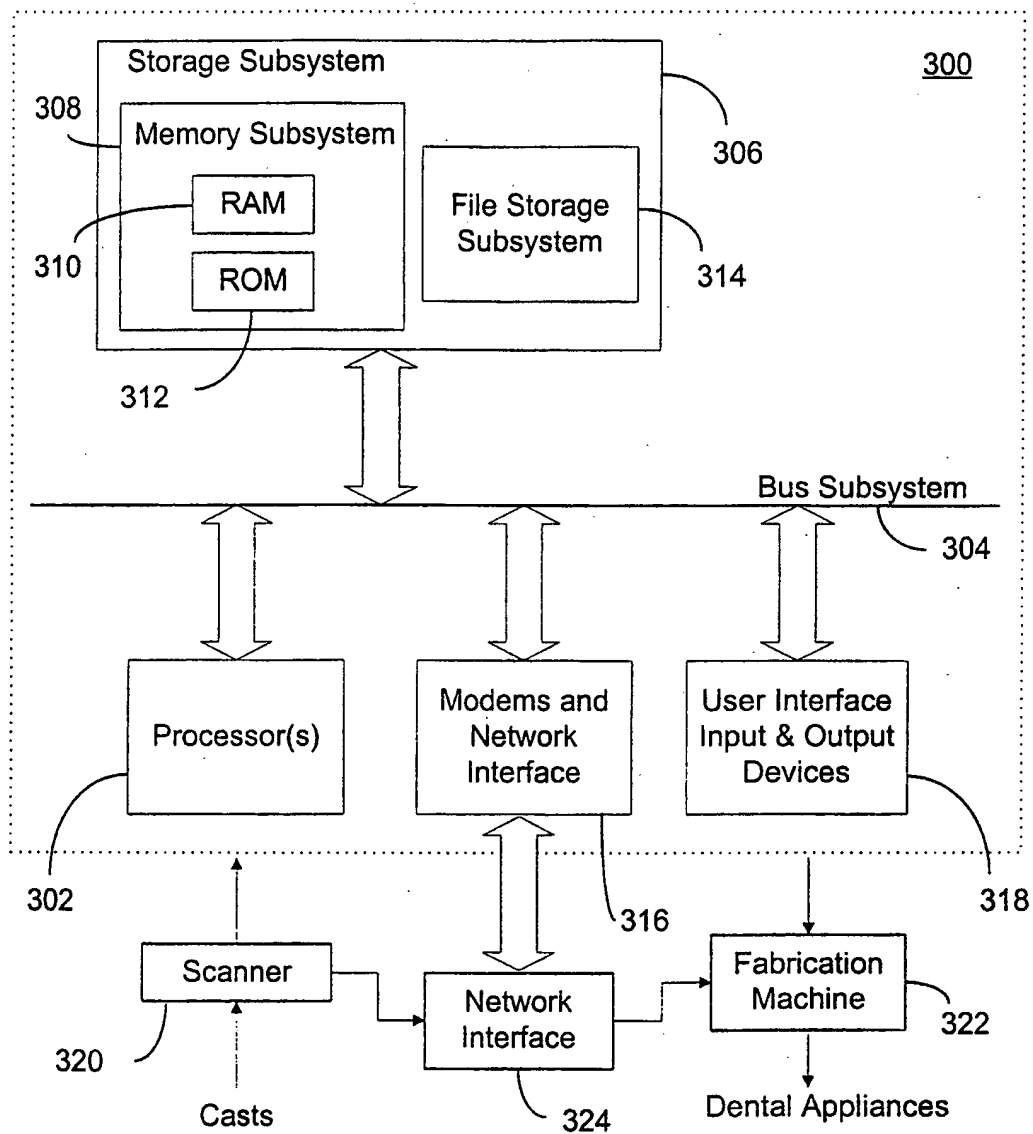 Storage Subsystem
300
308
Memory Subsystem
306
RAM
File Storage
Subsystem
310
ROM
314
312
Bus Subsystem
304
Processor(s)
Modems and
Network
Interface
User Interface
Input & Output
Devices
302
316
318
Scanner
Fabrication
Machine
Network
Interface
322
320
Casts
324
Dental Appliances